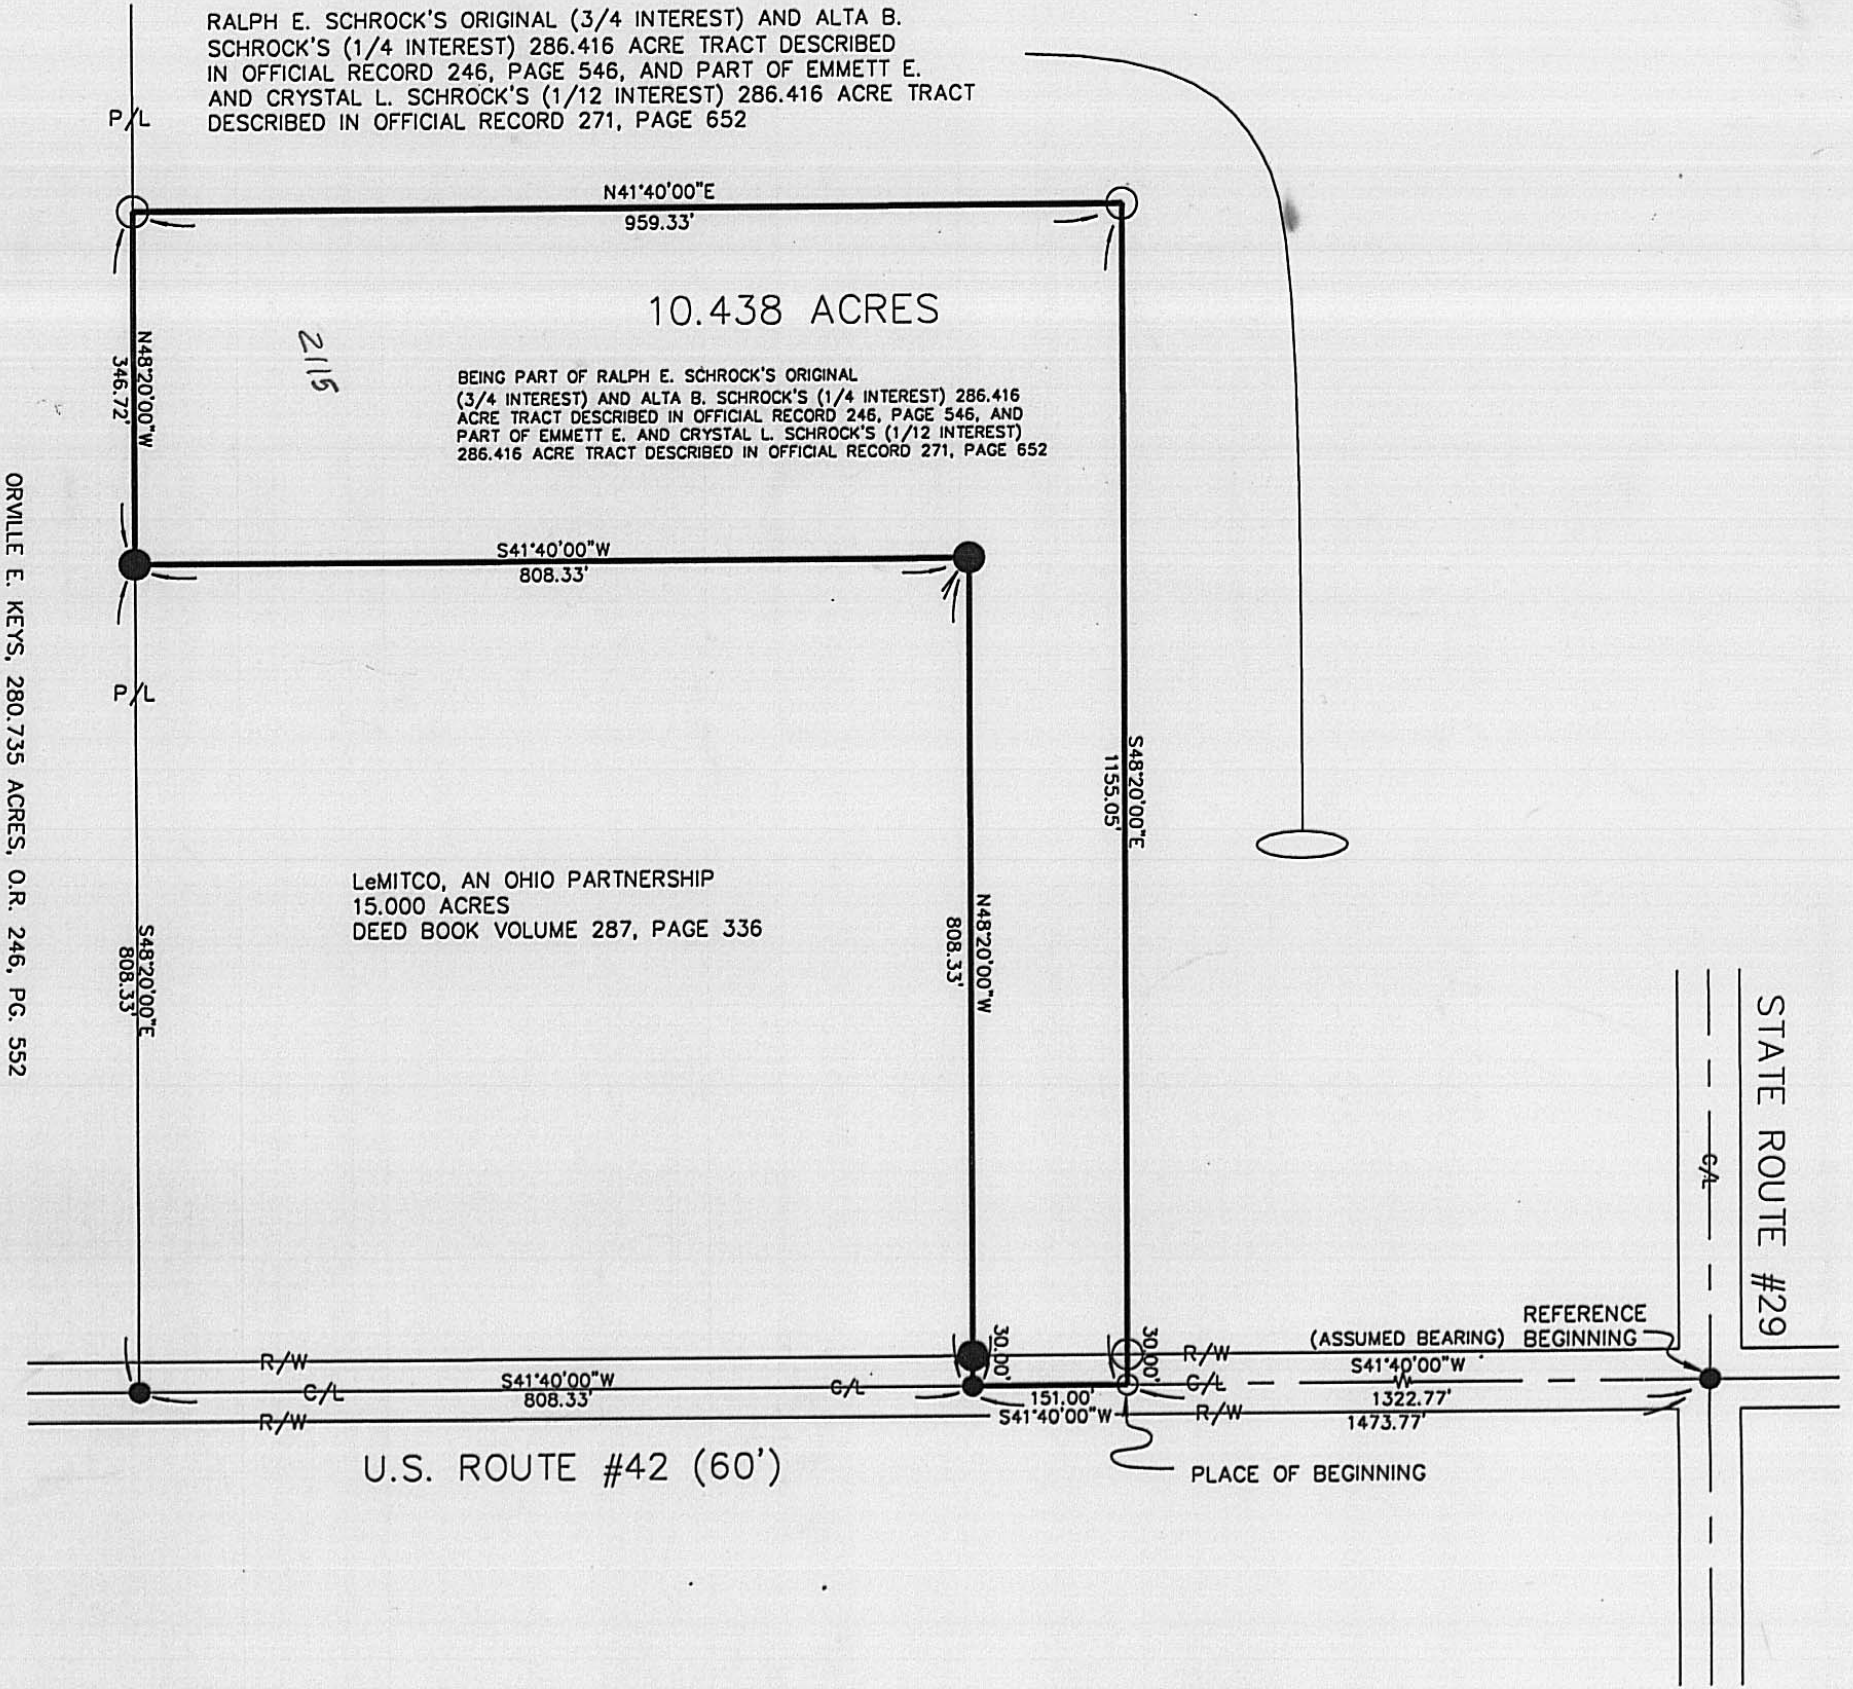 RALPH E. SCHROCK'S ORIGINAL (3/4 INTEREST) AND ALTA B.
SCHROCK'S (1/4 INTEREST) 286.416 ACRE TRACT DESCRIBED
IN OFFICIAL RECORD 246, PAGE 546, AND PART OF EMMETT E.
AND CRYSTAL L. SCHROCK'S (1/12 INTEREST) 286.416 ACRE TRACT
DESCRIBED IN OFFICIAL RECORD 271, PAGE 652
P/L
N41°40'00"E
959.33'
10.438 ACRES
N48°20'00"W
346.72'
2115
BEING PART OF RALPH E. SCHROCK'S ORIGINAL
(3/4 INTEREST) AND ALTA B. SCHROCK'S (1/4 INTEREST) 286.416
ACRE TRACT DESCRIBED IN OFFICIAL RECORD 246, PAGE 546, AND
PART OF EMMETT E. AND CRYSTAL L. SCHROCK'S (1/12 INTEREST)
286.416 ACRE TRACT DESCRIBED IN OFFICIAL RECORD 271, PAGE 652
ORVILLE E. KEYS, 280.735 ACRES, O.R. 246, PG. 552
S41°40'00"W
808.33'
P/L
S48°20'00"E
1155.05'
LeMITCO, AN OHIO PARTNERSHIP
15.000 ACRES
DEED BOOK VOLUME 287, PAGE 336
S48°20'00"E
808.33'
N48°20'00"W
808.33'
STATE ROUTE #29
C/L
30.00'
30.00'
REFERENCE
BEGINNING
(ASSUMED BEARING)
R/W
R/W
S41°40'00"W
C/L
S41°40'00"W
808.33'
C/L
151.00'
C/L
1322.77'
R/W
S41°40'00"W
R/W
1473.77'
U.S. ROUTE #42 (60')
PLACE OF BEGINNING